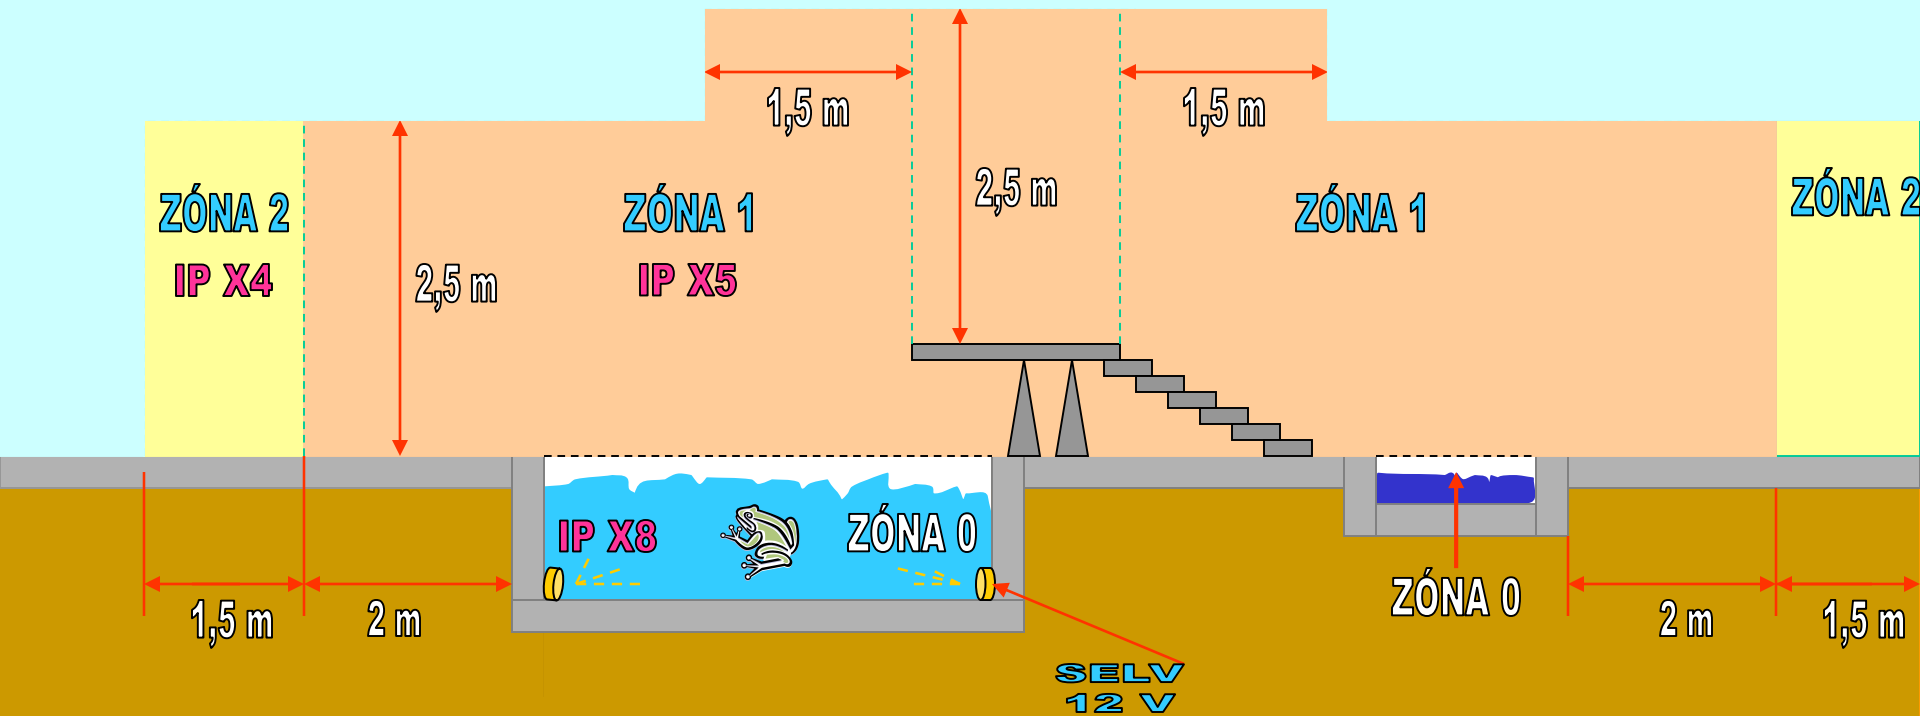 1,5 m
1,5 m
2,5 m
ZÓNA 2
ZÓNA 1
ZÓNA 1
ZÓNA 2
IP X4
IP X5
2,5 m
IP X8
ZÓNA 0
ZÓNA 0
1,5 m
2 m
2 m
1,5 m
SELV
12 V